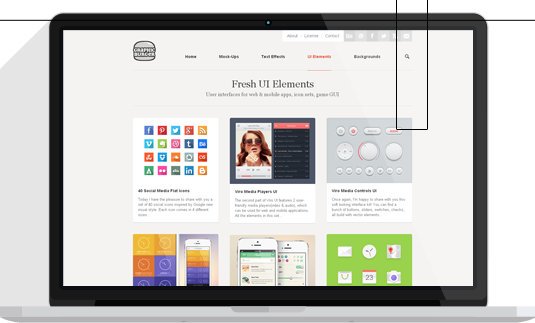 About License Contact
GRAPHIC
BURGER
Home Mock-Ups Text Effects UI Elements Backgrounds
Fresh UI Elements
User interfaces for web & mobile apps, icon sets, game GUI
40 Social Media Flat Icons
Today I have the pleasure to share with you a
set of 40 social icons inspired by Google new
visual style. Each icon comes in 4 different
sizes
Vire Media Players UI
The second part of Vire UI features 2 user-
friendly media players(video & audio), which
can be used for web and mobile applications.
All the elements in this set
Vire Media Controls UI
Once again, I'm happy to share with you this
soft looking interface kit! You can find a
bunch of buttons, sliders, switches, checks,
all build with vector elements.
23